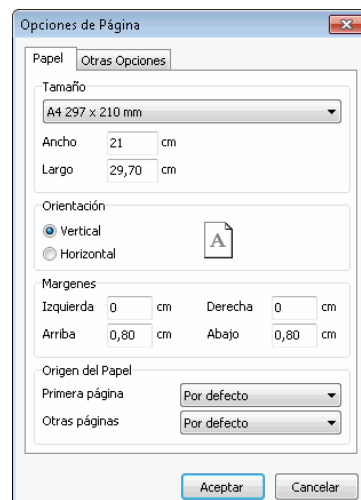 Opciones de Página
Papel Otras Opciones
Tamaño
A4 297 x 210 mm
Ancho 21 cm
Largo 29,70 cm
Orientación
Vertical
A
Horizontal
Margenes
Izquierda 0 cm Derecha 0 cm
Arriba 0,80 cm Abajo 0,80 cm
Origen del Papel
Primera página Por defecto
Otras páginas Por defecto
Aceptar Cancelar